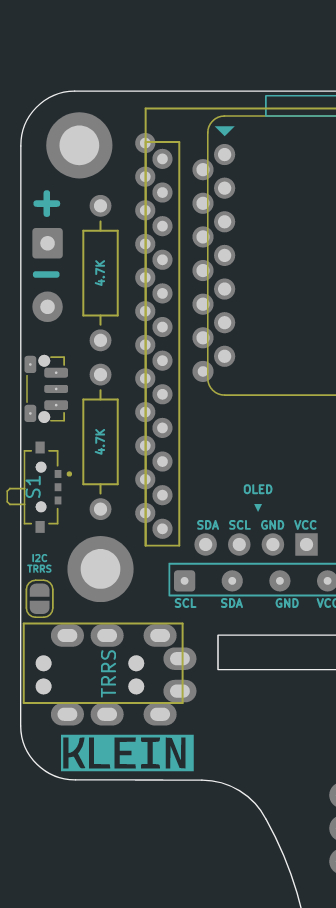 +
4.7K
−
4.7K
S1
OLED
SDA SCL GND VCC
I2C
TRRS
SCL SDA GND VCC
TRRS
KLEIN